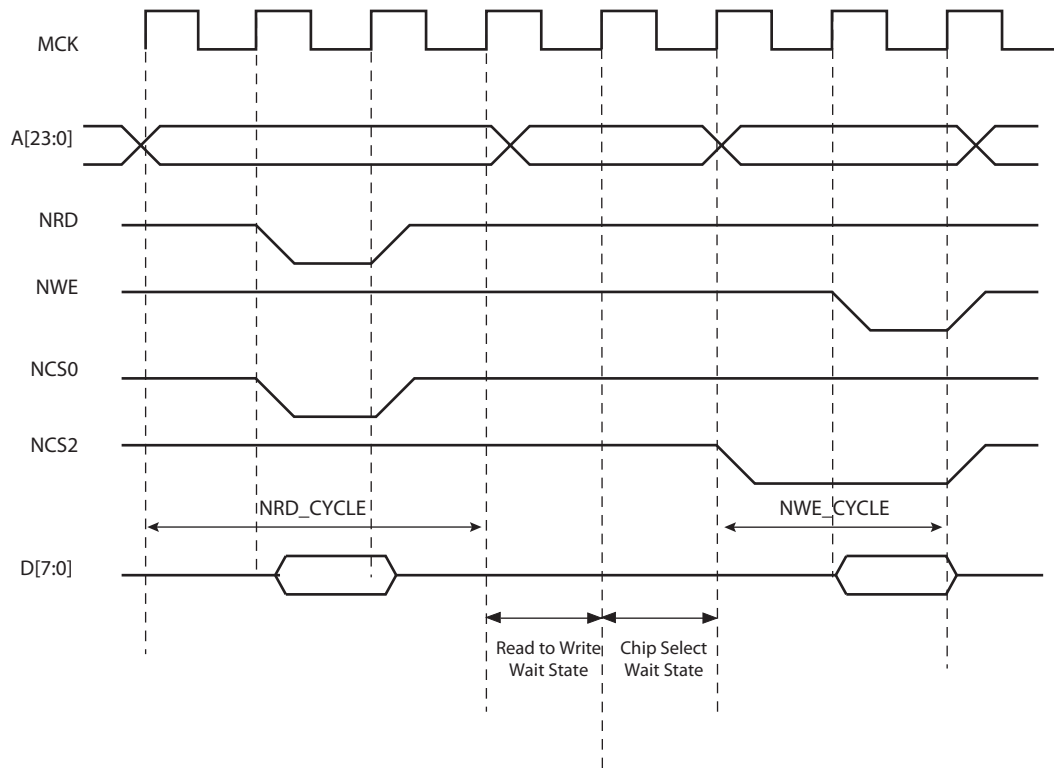 MCK
A[23:0]
NRD
NWE
NCS0
NCS2
NRD_CYCLE
NWE_CYCLE
D[7:0]
Read to Write
Wait State
Chip Select
Wait State